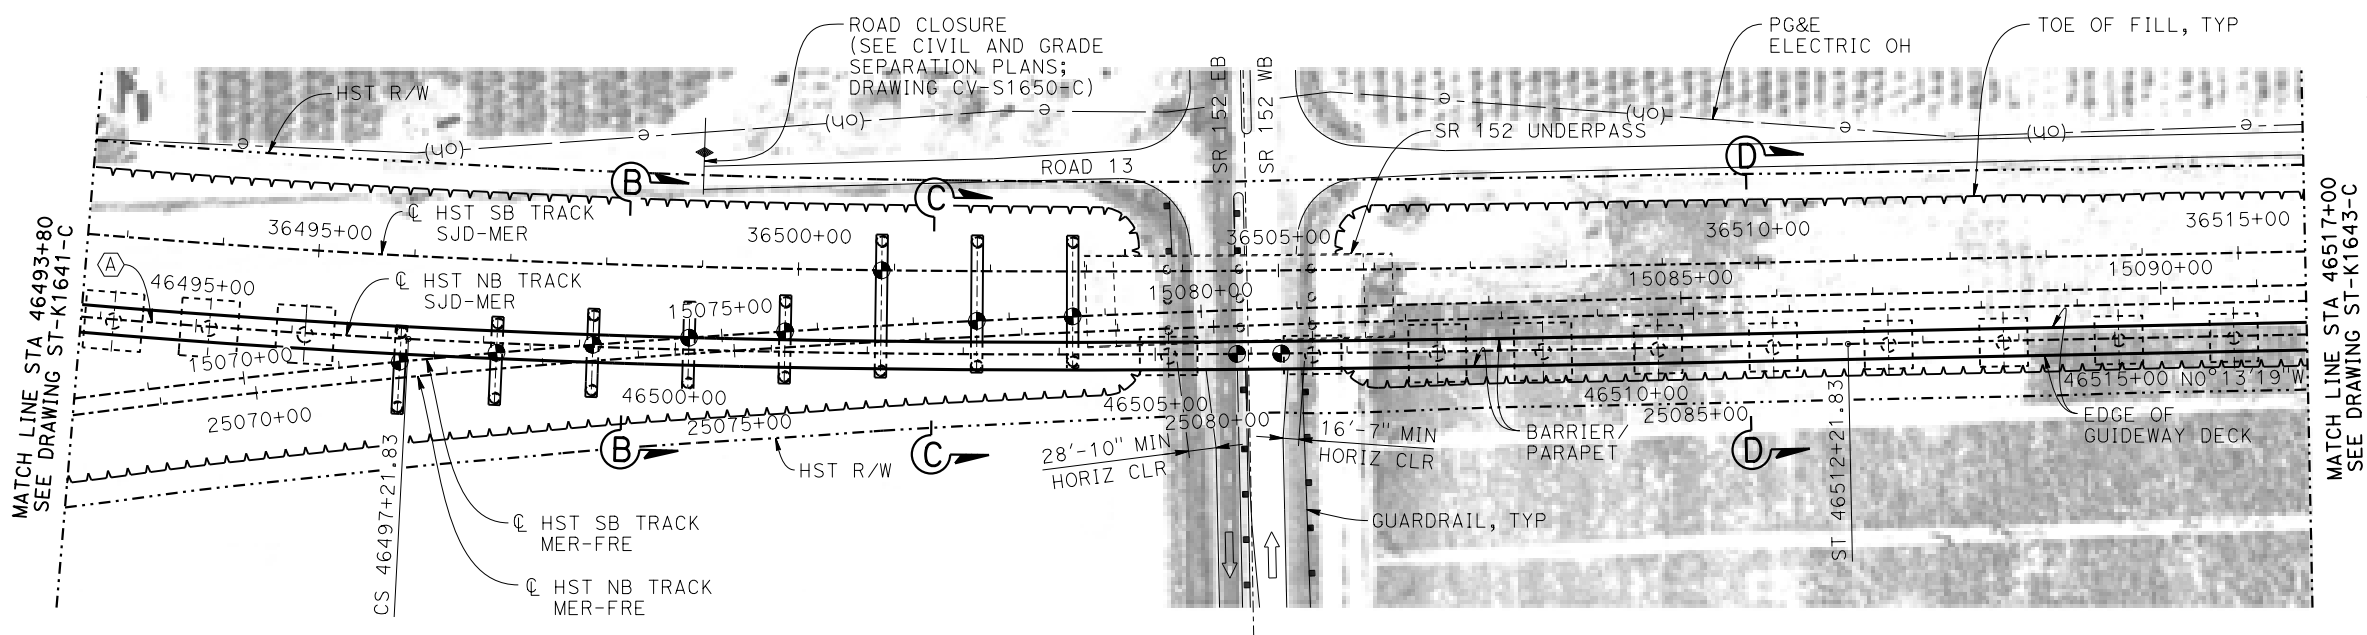 ROAD CLOSURE
(SEE CIVIL AND GRADE
SEPARATION PLANS;
DRAWING CV-S1650-C)
PG&E
ELECTRIC OH
TOE OF FILL, TYP
HST R/W
SR 152 EB
SR 152 WB
e
(oh)
e
(oh)
e
e
(oh)
e
(oh)
e
SR 152 UNDERPASS
ROAD 13
B
C
D
MATCH LINE STA 46493+80
SEE DRAWING ST-K1641-C
MATCH LINE STA 46517+00
SEE DRAWING ST-K1643-C
℄ HST SB TRACK
SJD-MER
36495+00
36500+00
36505+00
36510+00
36515+00
A
℄ HST NB TRACK
SJD-MER
46495+00
15075+00
15080+00
15085+00
15090+00
15070+00
25070+00
46500+00
25075+00
46505+00
25080+00
46510+00
25085+00
46515+00 N0°13'19"W
B
C
D
28'-10" MIN
HORIZ CLR
16'-7" MIN
HORIZ CLR
BARRIER/
PARAPET
EDGE OF
GUIDEWAY DECK
HST R/W
CS 46497+21.83
ST 46512+21.83
℄ HST SB TRACK
MER-FRE
℄ HST NB TRACK
MER-FRE
GUARDRAIL, TYP